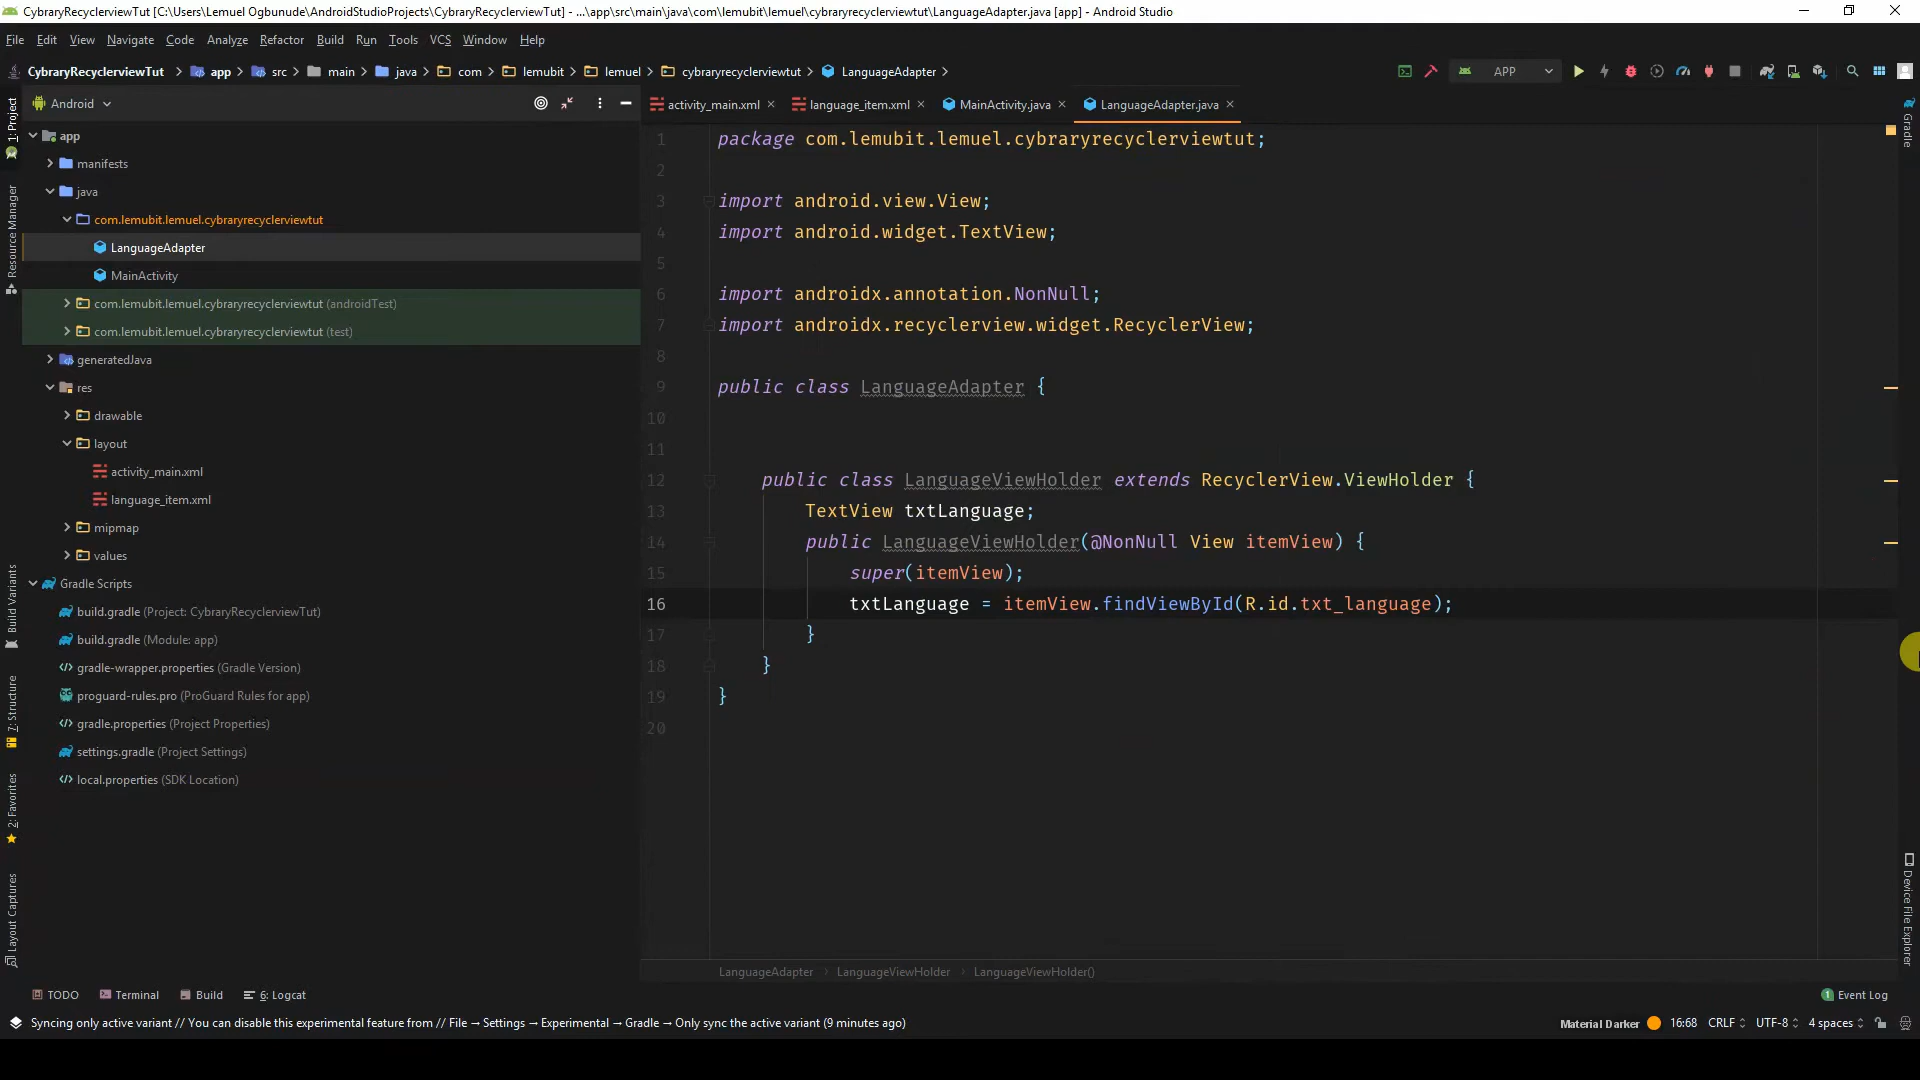 CybraryRecyclerviewTut [C:\Users\Lemuel Ogbunude\AndroidStudioProjects\CybraryRecyclerviewTut] - ...\app\src\main\java\com\lemubit\lemuel\cybraryrecyclerviewtut\LanguageAdapter.java [app] - Android Studio
File Edit View Navigate Code Analyze Refactor Build Run Tools VCS Window Help
CybraryRecyclerviewTut app src main java com lemubit lemuel cybraryrecyclerviewtut LanguageAdapter APP
Android
activity_main.xml language_item.xml MainActivity.java LanguageAdapter.java
1: Project
Resource Manager
Build Variants
7: Structure
2: Favorites
Layout Captures
app
manifests
java
com.lemubit.lemuel.cybraryrecyclerviewtut
LanguageAdapter
MainActivity
com.lemubit.lemuel.cybraryrecyclerviewtut (androidTest)
com.lemubit.lemuel.cybraryrecyclerviewtut (test)
generatedJava
res
drawable
layout
activity_main.xml
language_item.xml
mipmap
values
Gradle Scripts
build.gradle (Project: CybraryRecyclerviewTut)
build.gradle (Module: app)
gradle-wrapper.properties (Gradle Version)
proguard-rules.pro (ProGuard Rules for app)
gradle.properties (Project Properties)
settings.gradle (Project Settings)
local.properties (SDK Location)
1 package com.lemubit.lemuel.cybraryrecyclerviewtut;
2
3 import android.view.View;
4 import android.widget.TextView;
5
6 import androidx.annotation.NonNull;
7 import androidx.recyclerview.widget.RecyclerView;
8
9 public class LanguageAdapter {
10
11
12 public class LanguageViewHolder extends RecyclerView.ViewHolder {
13 TextView txtLanguage;
14 public LanguageViewHolder(@NonNull View itemView) {
15 super(itemView);
16 txtLanguage = itemView.findViewById(R.id.txt_language);
17 }
18 }
19 }
20
LanguageAdapter LanguageViewHolder LanguageViewHolder()
Gradle
Device File Explorer
TODO Terminal Build 6: Logcat 1 Event Log
Syncing only active variant // You can disable this experimental feature from // File → Settings → Experimental → Gradle → Only sync the active variant (9 minutes ago) Material Darker 16:68 CRLF UTF-8 4 spaces